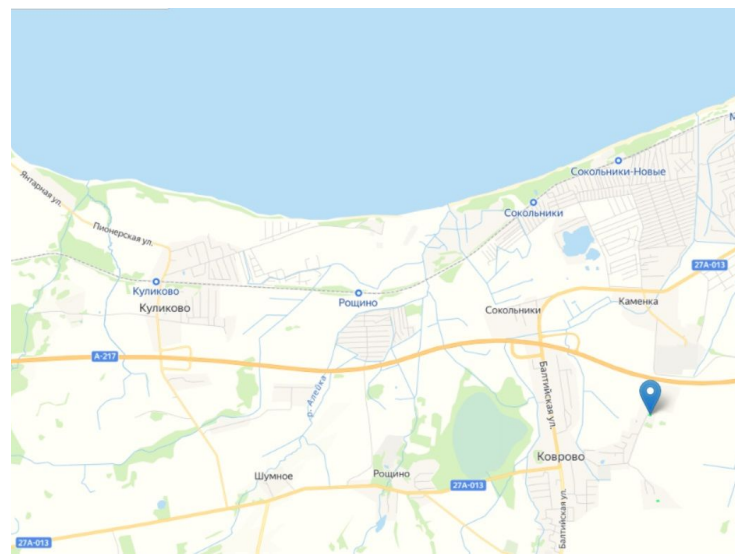 М
Сокольники-Новые
Янтарная ул.
Сокольники
Пионерская ул.
27А-013
Куликово
Рощино
Каменка
Куликово
Сокольники
А-217
р. Алейка
Балтийская ул.
Коврово
Шумное
Рощино
27А-013
Балтийская ул.
27А-013